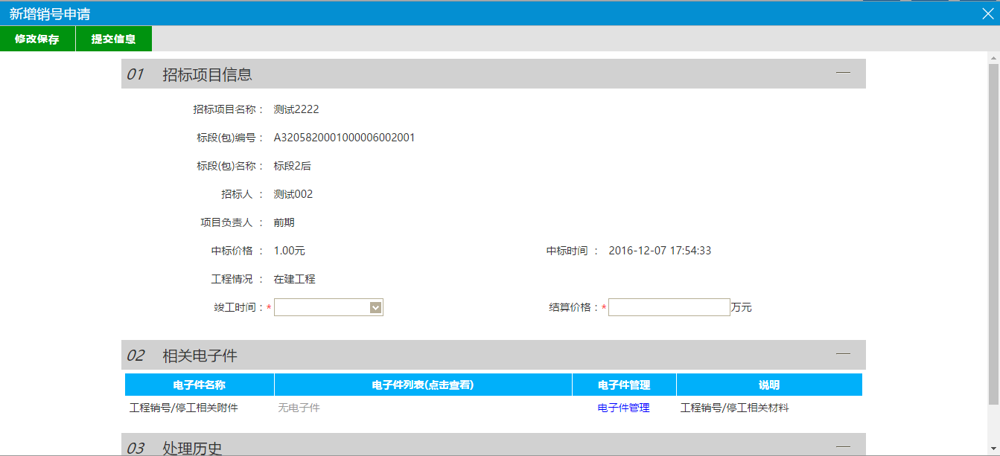 新增销号申请
修改保存 提交信息
01 招标项目信息
招标项目名称： 测试2222
标段(包)编号： A3205820001000006002001
标段(包)名称： 标段2后
招标人 ： 测试002
项目负责人 ： 前期
中标价格 ： 1.00元 中标时间 ： 2016-12-07 17:54:33
工程情况 ： 在建工程
竣工时间：* 结算价格：* 万元
02 相关电子件
电子件名称 电子件列表(点击查看) 电子件管理 说明
工程销号/停工相关附件 无电子件 电子件管理 工程销号/停工相关材料
03 处理历史